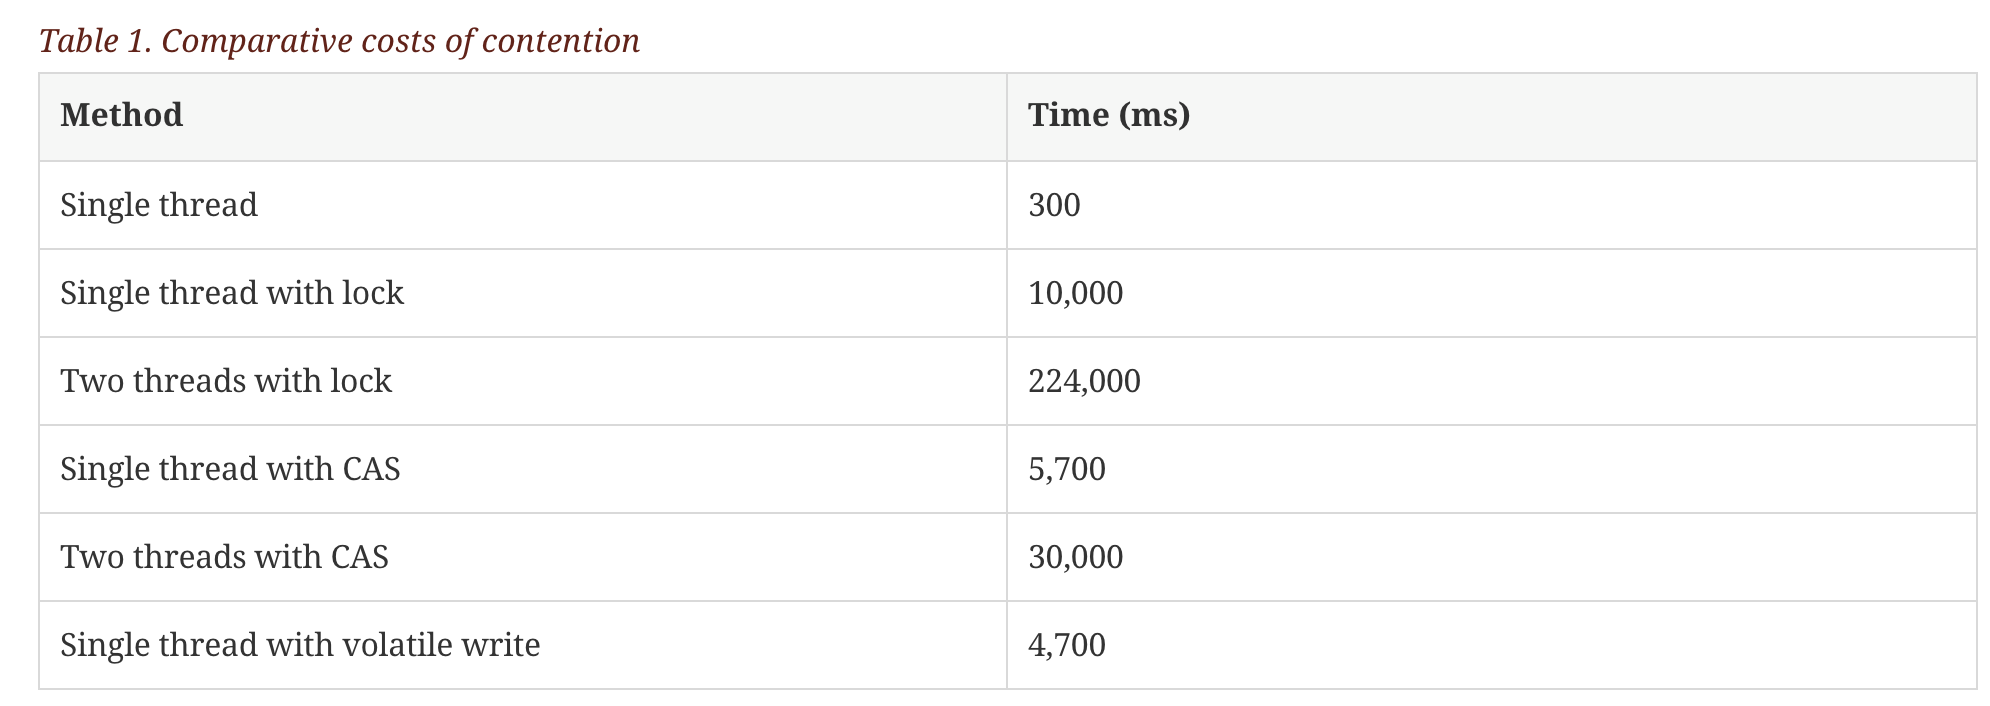 Table 1. Comparative costs of contention
Method Time (ms)
Single thread 300
Single thread with lock 10,000
Two threads with lock 224,000
Single thread with CAS 5,700
Two threads with CAS 30,000
Single thread with volatile write 4,700